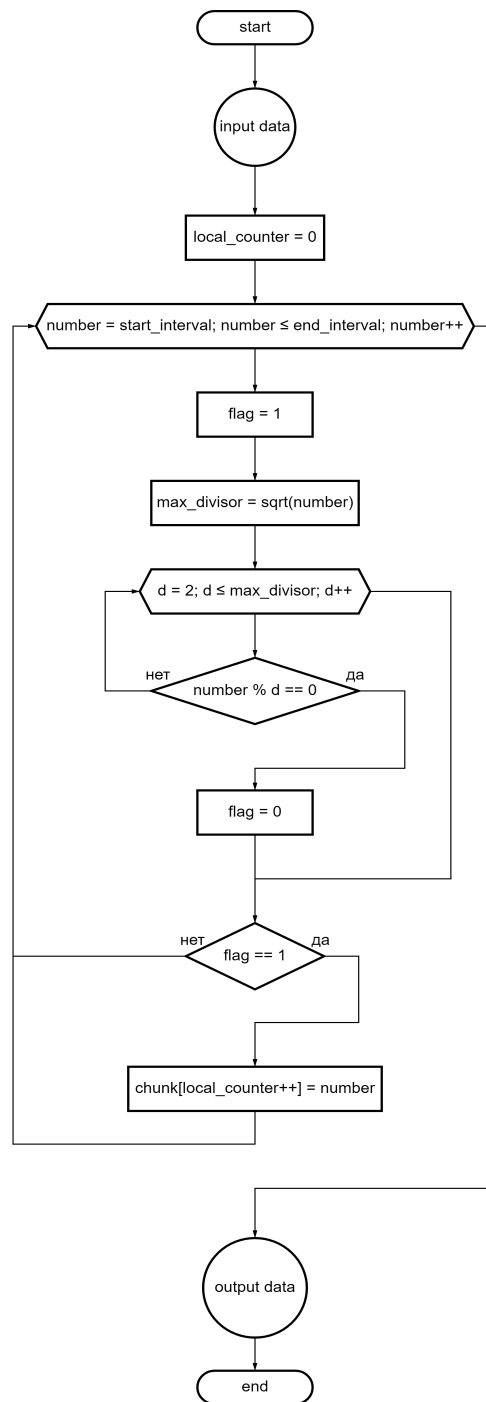 start
input data
local_counter = 0
number = start_interval; number ≤ end_interval; number++
flag = 1
max_divisor = sqrt(number)
d = 2; d ≤ max_divisor; d++
нет
да
number % d == 0
flag = 0
нет
да
flag == 1
chunk[local_counter++] = number
output data
end